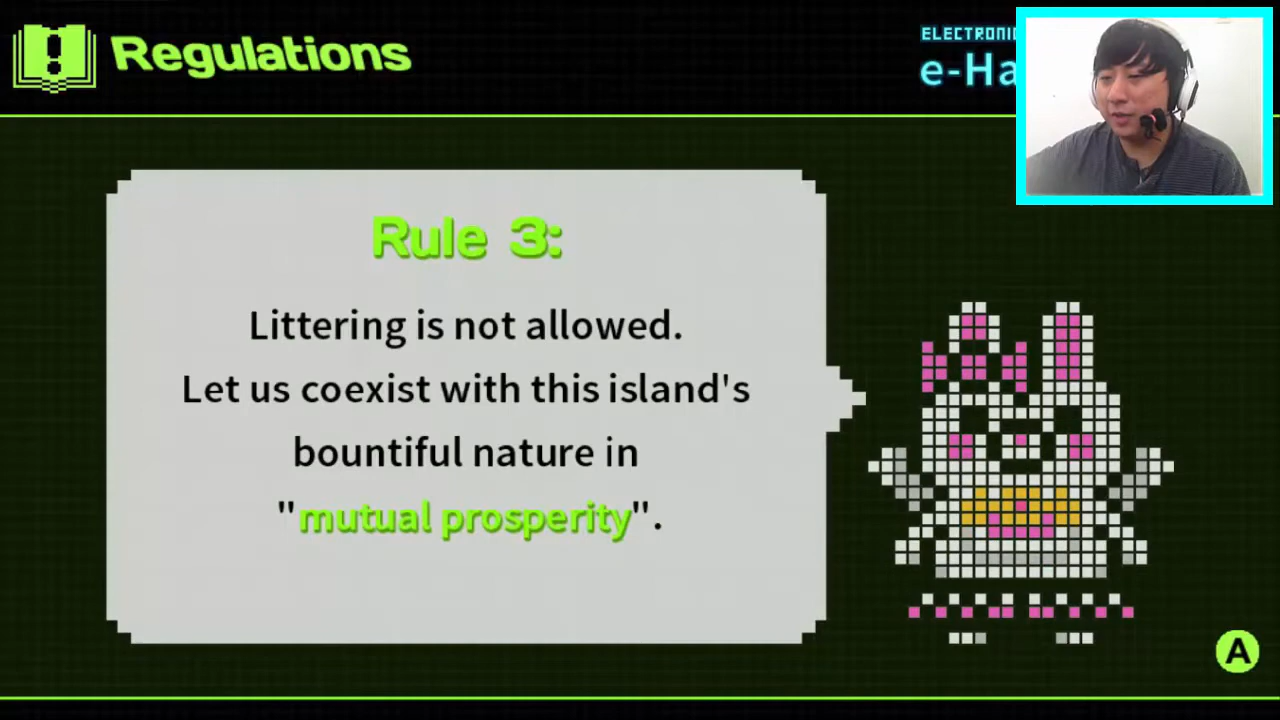 Regulations
ELECTRONIC
e-Ha
Rule 3:
Littering is not allowed.
Let us coexist with this island's
bountiful nature in
"mutual prosperity".
A